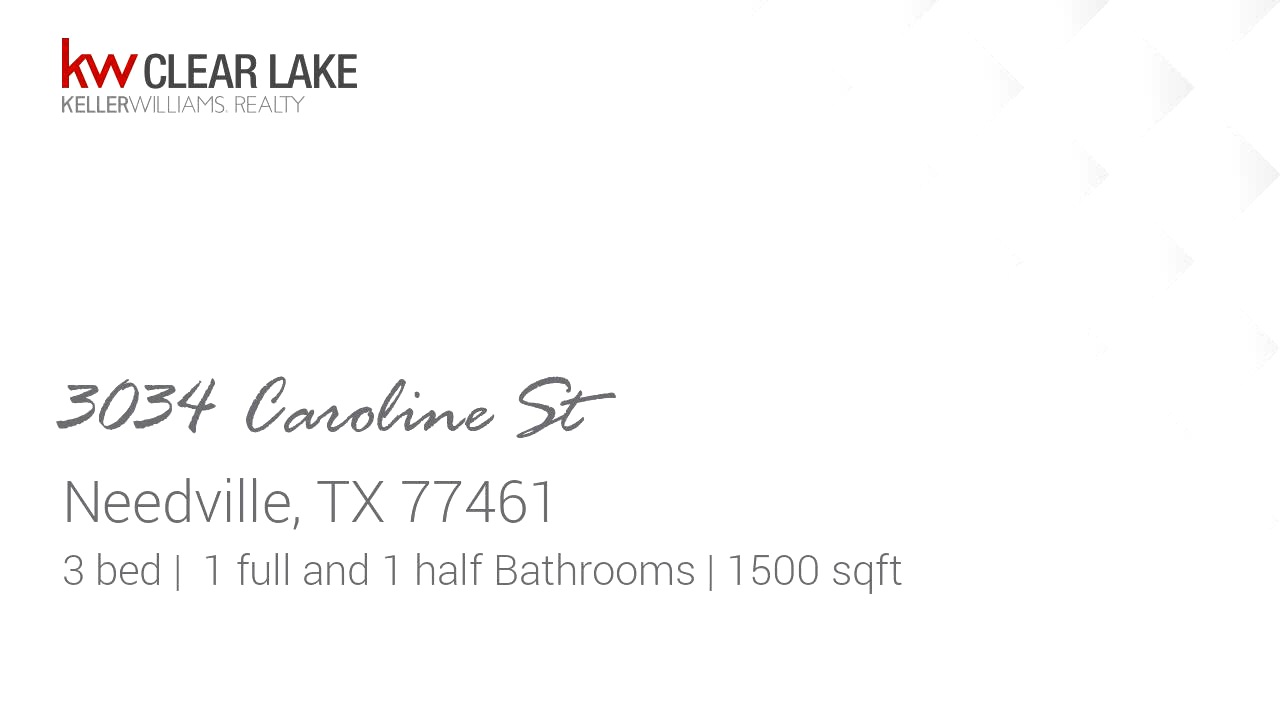 kw CLEAR LAKE
KELLERWILLIAMS. REALTY
3034 Caroline St
Needville, TX 77461
3 bed | 1 full and 1 half Bathrooms | 1500 sqft